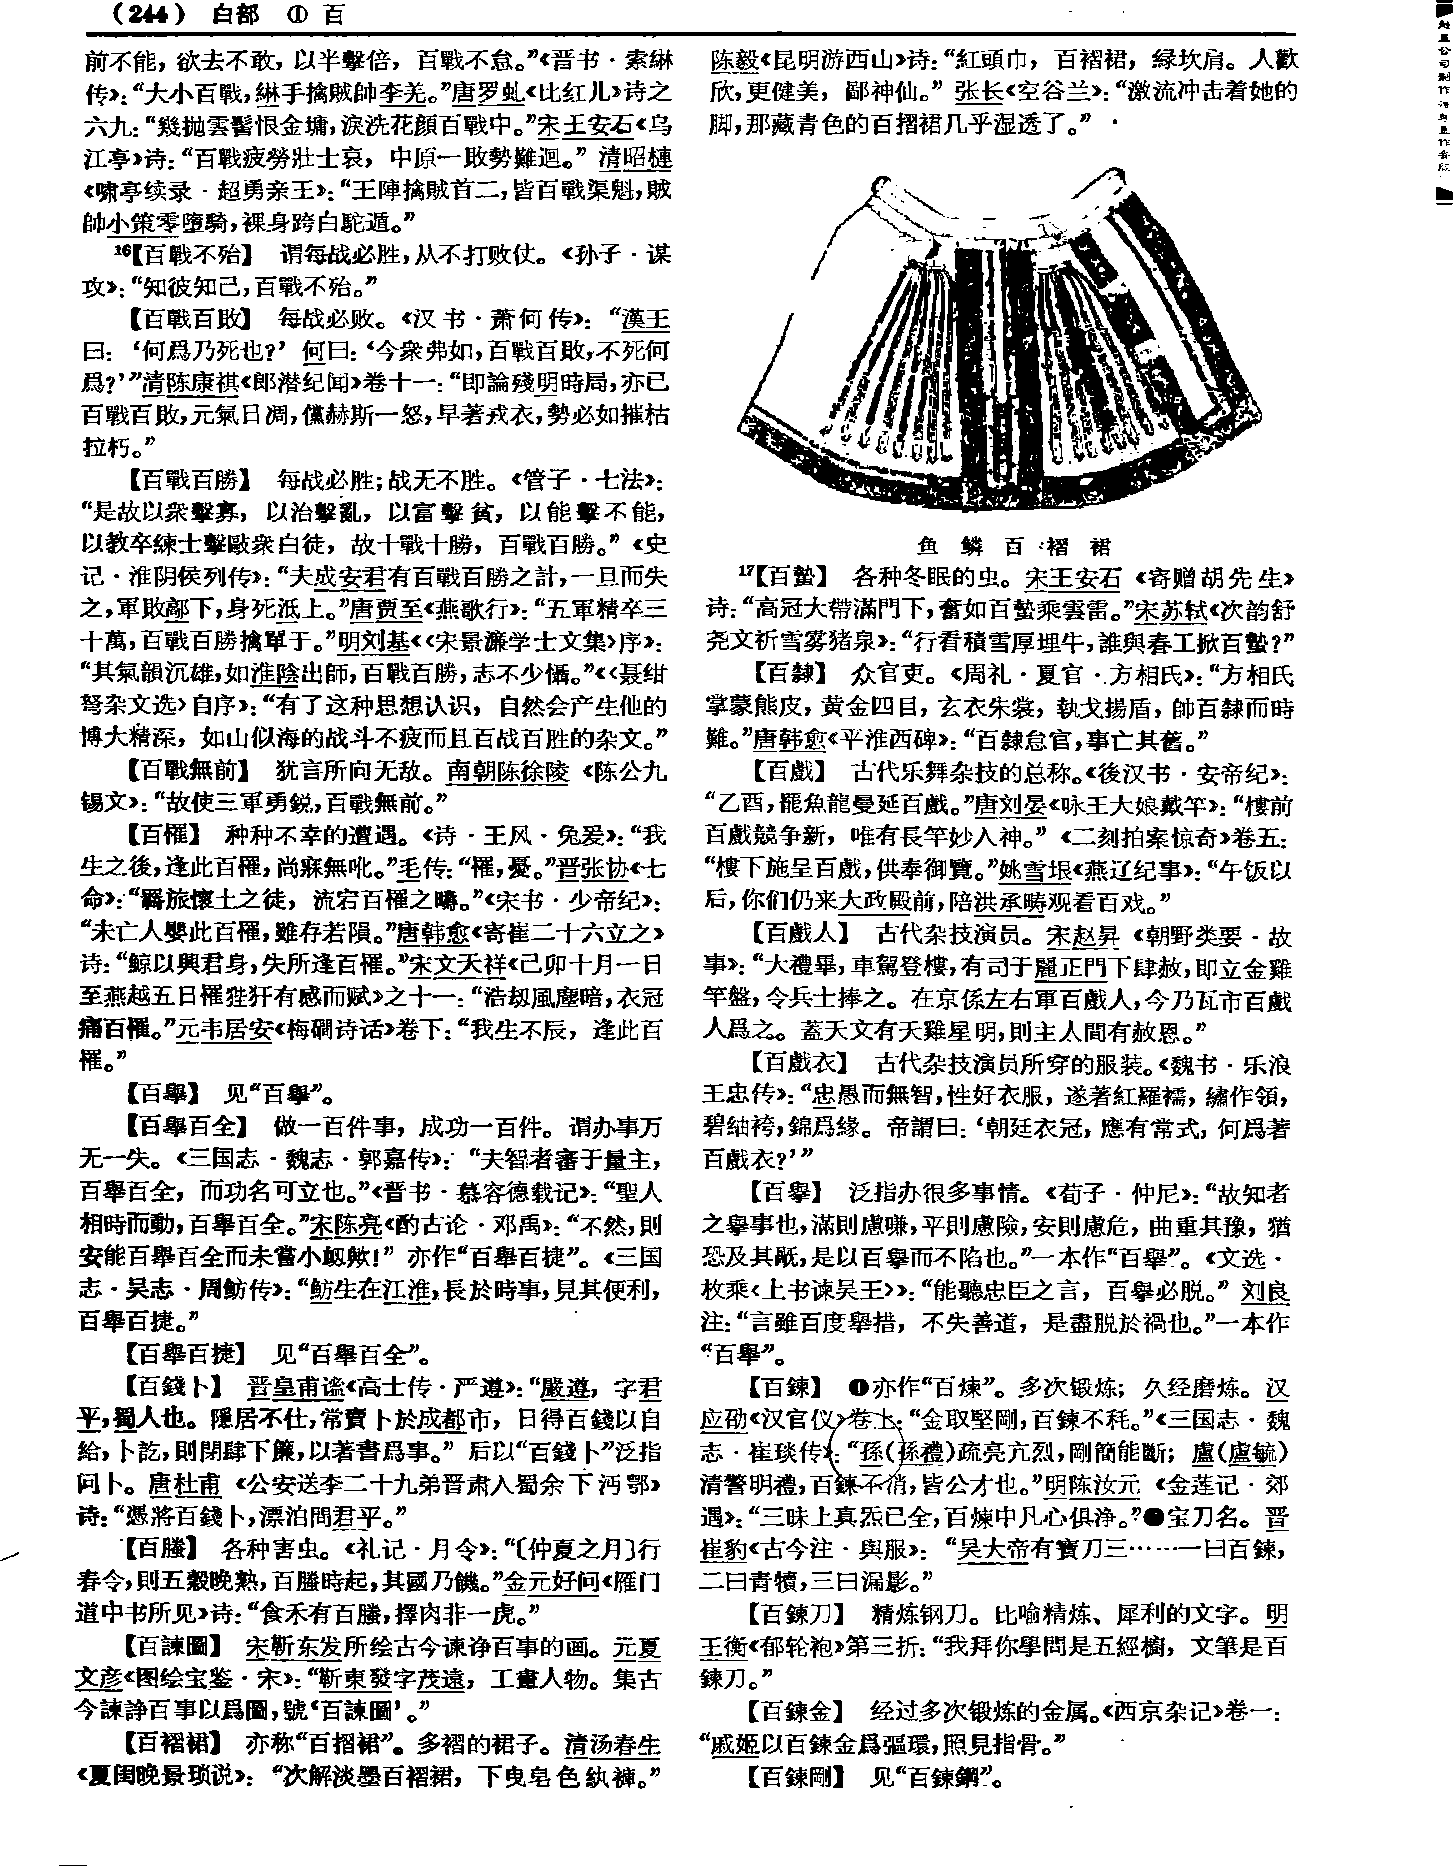 (244) 白部 ① 百
前不能，欲去不敢，以半擊倍，百戰不怠。”《晋书·索綝
传》：“大小百戰，綝手擒賊帥李羌。”唐罗虬《比红儿》诗之
六九：“幾抛雲髻恨金墉，淚洗花顔百戰中。”宋王安石《乌
江亭》诗：“百戰疲勞壯士哀，中原一敗勢難迴。”清昭槤
《啸亭续录·超勇亲王》：“王陣擒賊首二，皆百戰渠魁，賊
帥小策零墮騎，裸身跨白駝遁。”
16【百戰不殆】 谓每战必胜，从不打败仗。《孙子·谋
攻》：“知彼知己，百戰不殆。”
【百戰百敗】 每战必败。《汉书·萧何传》：“漢王
曰：‘何爲乃死也？’何曰：‘今衆弗如，百戰百敗，不死何
爲？’”清陈康祺《郎潜纪闻》卷十一：“即論殘明時局，亦已
百戰百敗，元氣日凋，儻赫斯一怒，早著戎衣，勢必如摧枯
拉朽。”
【百戰百勝】 每战必胜；战无不胜。《管子·七法》：
“是故以衆擊寡，以治擊亂，以富擊貧，以能擊不能，
以教卒練士擊敺衆白徒，故十戰十勝，百戰百勝。”《史
记·淮阴侯列传》：“夫成安君有百戰百勝之計，一旦而失
之，軍敗鄗下，身死泜上。”唐贾至《燕歌行》：“五軍精卒三
十萬，百戰百勝擒單于。”明刘基《〈宋景濂学士文集〉序》：
“其氣韻沉雄，如淮陰出師，百戰百勝，志不少懾。”《〈聂绀
弩杂文选〉自序》：“有了这种思想认识，自然会产生他的
博大精深，如山似海的战斗不疲而且百战百胜的杂文。”
【百戰無前】 犹言所向无敌。南朝陈徐陵《陈公九
锡文》：“故使三軍勇鋭，百戰無前。”
【百罹】 种种不幸的遭遇。《诗·王风·兔爰》：“我
生之後，逢此百罹，尚寐無吪。”毛传：“罹，憂。”晋张协《七
命》：“羇旅懷土之徒，流宕百罹之疇。”《宋书·少帝纪》：
“未亡人嬰此百罹，雖存若隕。”唐韩愈《寄崔二十六立之》
诗：“鯨以興君身，失所逢百罹。”宋文天祥《己卯十月一日
至燕越五日罹狴犴有感而赋》之十一：“浩刼風塵暗，衣冠
痛百罹。”元韦居安《梅磵诗话》卷下：“我生不辰，逢此百
罹。”
【百舉】 见“百擧”。
【百舉百全】 做一百件事，成功一百件。谓办事万
无一失。《三国志·魏志·郭嘉传》：“夫智者審于量主，
百舉百全，而功名可立也。”《晋书·慕容德载记》：“聖人
相時而動，百舉百全。”宋陈亮《酌古论·邓禹》：“不然，則
安能百舉百全而未嘗小衂歟！”亦作“百舉百捷”。《三国
志·吴志·周鲂传》：“魴生在江淮，長於時事，見其便利，
百舉百捷。”
【百舉百捷】 见“百舉百全”。
【百錢卜】 晋皇甫谧《高士传·严遵》：“嚴遵，字君
平，蜀人也。隱居不仕，常賣卜於成都市，日得百錢以自
給，卜訖，則閉肆下簾，以著書爲事。”后以“百錢卜”泛指
问卜。唐杜甫《公安送李二十九弟晋肃入蜀余下沔鄂》
诗：“憑將百錢卜，漂泊問君平。”
【百螣】 各种害虫。《礼记·月令》：“〔仲夏之月〕行
春令，則五穀晚熟，百螣時起，其國乃饑。”金元好问《雁门
道中书所见》诗：“食禾有百螣，擇肉非一虎。”
【百諫圖】 宋靳东发所绘古今谏诤百事的画。元夏
文彦《图绘宝鉴·宋》：“靳東發字茂遠，工畫人物。集古
今諫諍百事以爲圖，號‘百諫圖’。”
【百褶裙】 亦称“百摺裙”。多褶的裙子。清汤春生
《夏闺晚景琐说》：“次解淡墨百褶裙，下曳皂色紈褲。”
陈毅《昆明游西山》诗：“紅頭巾，百褶裙，緑坎肩。人歡
欣，更健美，鄙神仙。”张长《空谷兰》：“激流冲击着她的
脚，那藏青色的百摺裙几乎湿透了。”
鱼鳞百褶裙
17【百蟄】 各种冬眠的虫。宋王安石《寄赠胡先生》
诗：“高冠大帶滿門下，奮如百蟄乘雲雷。”宋苏轼《次韵舒
尧文祈雪雾猪泉》：“行看積雪厚埋牛，誰與春工掀百蟄？”
【百隸】 众官吏。《周礼·夏官·方相氏》：“方相氏
掌蒙熊皮，黄金四目，玄衣朱裳，執戈揚盾，帥百隸而時
難。”唐韩愈《平淮西碑》：“百隸怠官，事亡其舊。”
【百戲】 古代乐舞杂技的总称。《後汉书·安帝纪》：
“乙酉，罷魚龍曼延百戲。”唐刘晏《咏王大娘戴竿》：“樓前
百戲競争新，唯有長竿妙入神。”《二刻拍案惊奇》卷五：
“樓下施呈百戲，供奉御覽。”姚雪垠《燕辽纪事》：“午饭以
后，你们仍来大政殿前，陪洪承畴观看百戏。”
【百戲人】 古代杂技演员。宋赵昇《朝野类要·故
事》：“大禮畢，車駕登樓，有司于麗正門下肆赦，即立金雞
竿盤，令兵士捧之。在京係左右軍百戲人，今乃瓦市百戲
人爲之。蓋天文有天雞星明，則主人間有赦恩。”
【百戲衣】 古代杂技演员所穿的服装。《魏书·乐浪
王忠传》：“忠愚而無智，性好衣服，遂著紅羅襦，繡作領，
碧紬袴，錦爲緣。帝謂曰：‘朝廷衣冠，應有常式，何爲著
百戲衣？’”
【百擧】 泛指办很多事情。《荀子·仲尼》：“故知者
之擧事也，滿則慮嗛，平則慮險，安則慮危，曲重其豫，猶
恐及其旤，是以百擧而不陷也。”一本作“百舉”。《文选·
枚乘〈上书谏吴王〉》：“能聽忠臣之言，百擧必脱。”刘良
注：“言雖百度舉措，不失善道，是盡脱於禍也。”一本作
“百舉”。
【百鍊】 ❶亦作“百煉”。多次锻炼；久经磨炼。汉
应劭《汉官仪》卷上：“金取堅剛，百鍊不耗。”《三国志·魏
志·崔琰传》：“孫（孫禮）疏亮亢烈，剛簡能斷；盧（盧毓）
清警明禮，百鍊不消，皆公才也。”明陈汝元《金莲记·郊
遇》：“三昧上真炁已全，百煉中凡心俱净。”❷宝刀名。晋
崔豹《古今注·舆服》：“吴大帝有寶刀三……一曰百鍊，
二曰青犢，三曰漏影。”
【百鍊刀】 精炼钢刀。比喻精炼、犀利的文字。明
王衡《郁轮袍》第三折：“我拜你學問是五經櫥，文筆是百
鍊刀。”
【百鍊金】 经过多次锻炼的金属。《西京杂记》卷一：
“戚姬以百鍊金爲彄環，照見指骨。”
【百鍊剛】 见“百鍊鋼”。